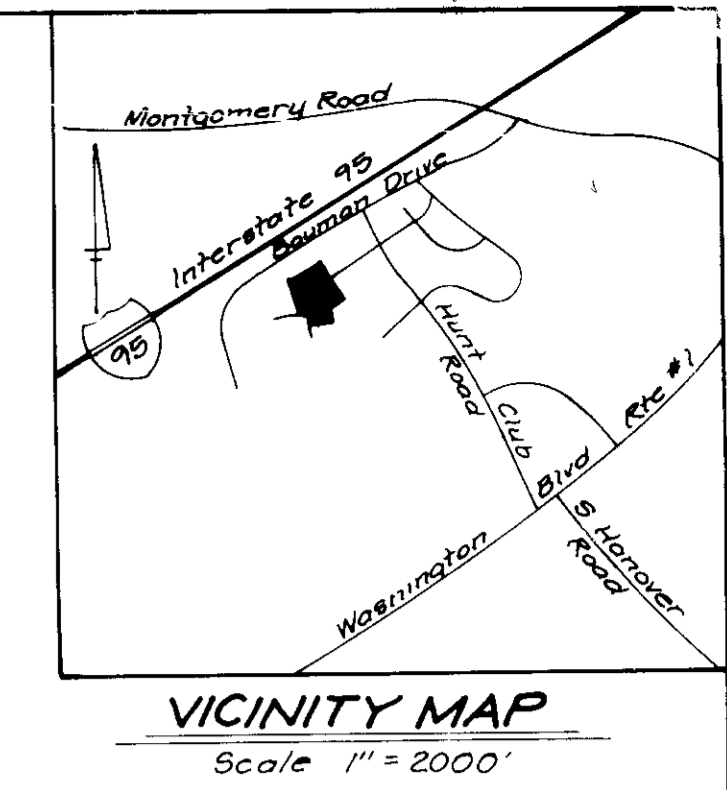 Montgomery Road
Interstate 95
Bauman Drive
95
Hunt
Road
Club
Rte #1
Blvd
Washington
S Hanover
Road
VICINITY MAP
Scale 1" = 2000'